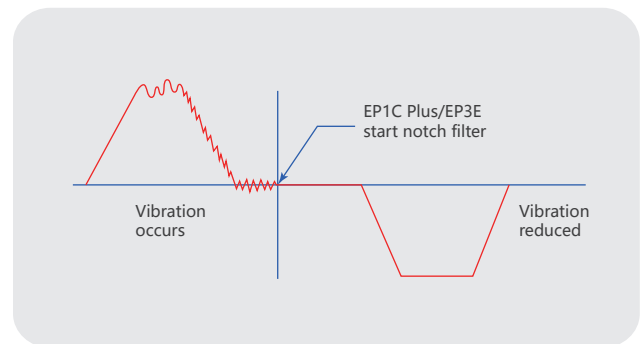 EP1C Plus/EP3E
start notch filter
Vibration
occurs
Vibration
reduced